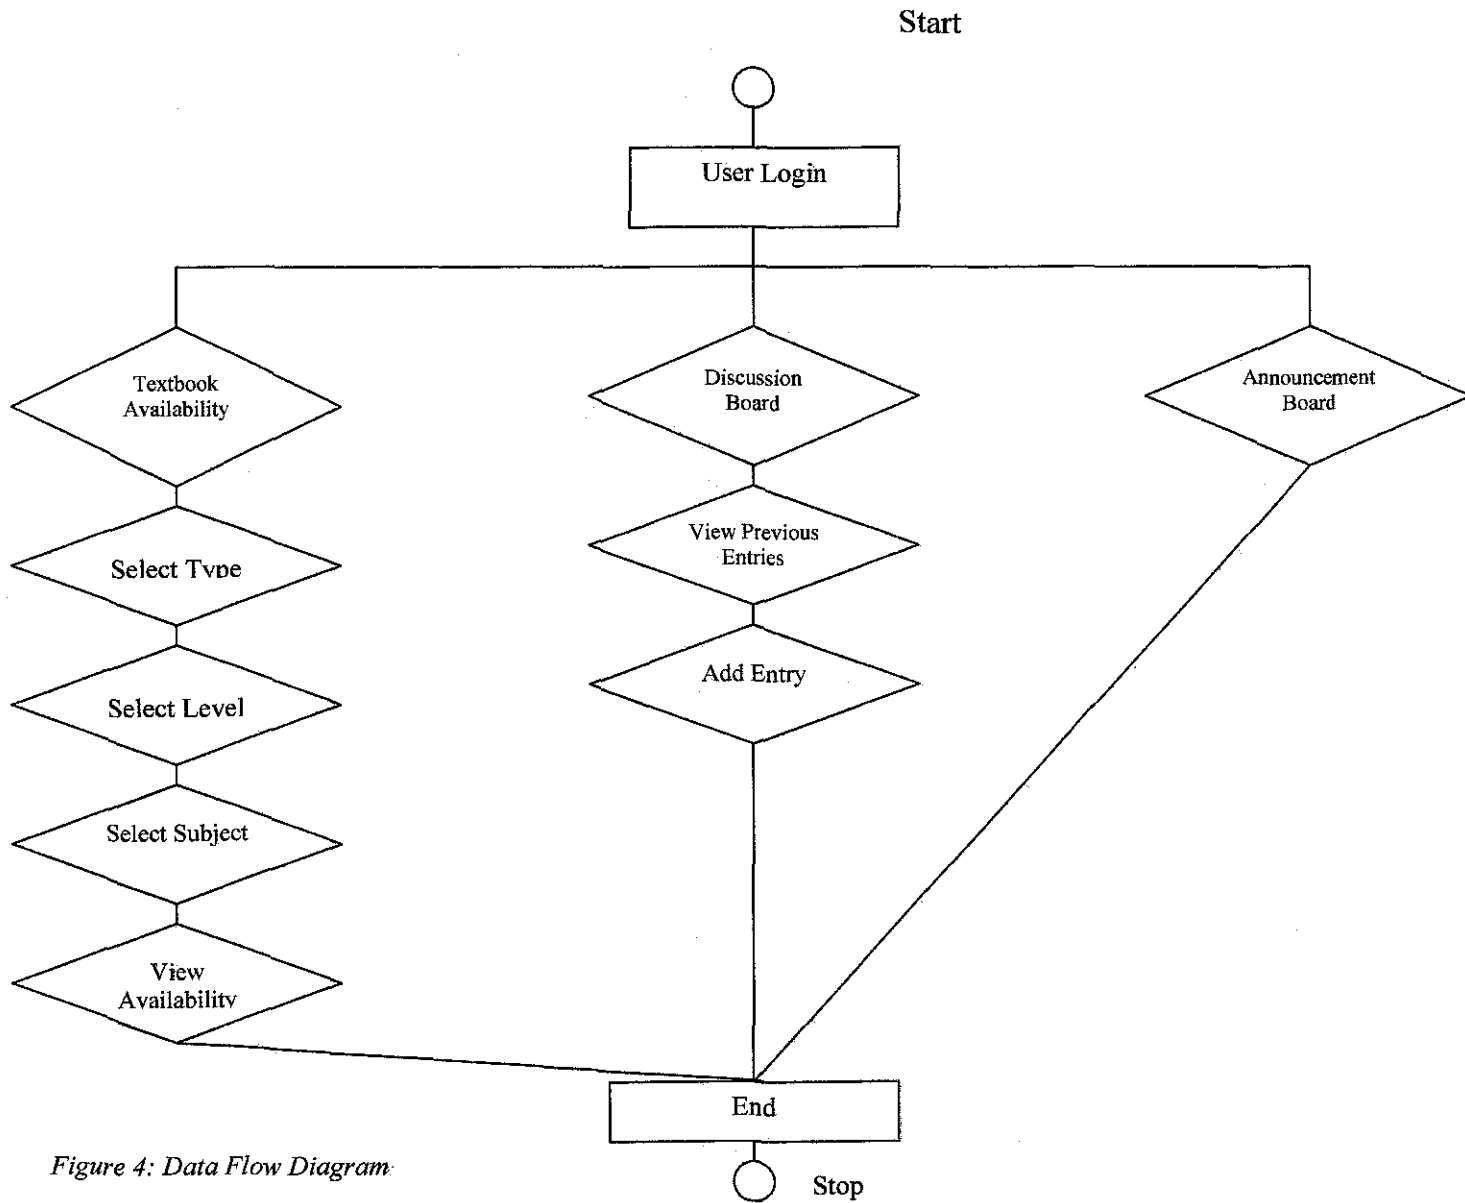 Start
User Login
Textbook
Availability
Discussion
Board
Announcement
Board
Select Type
View Previous
Entries
Select Level
Add Entry
Select Subject
View
Availability
End
Figure 4: Data Flow Diagram
Stop